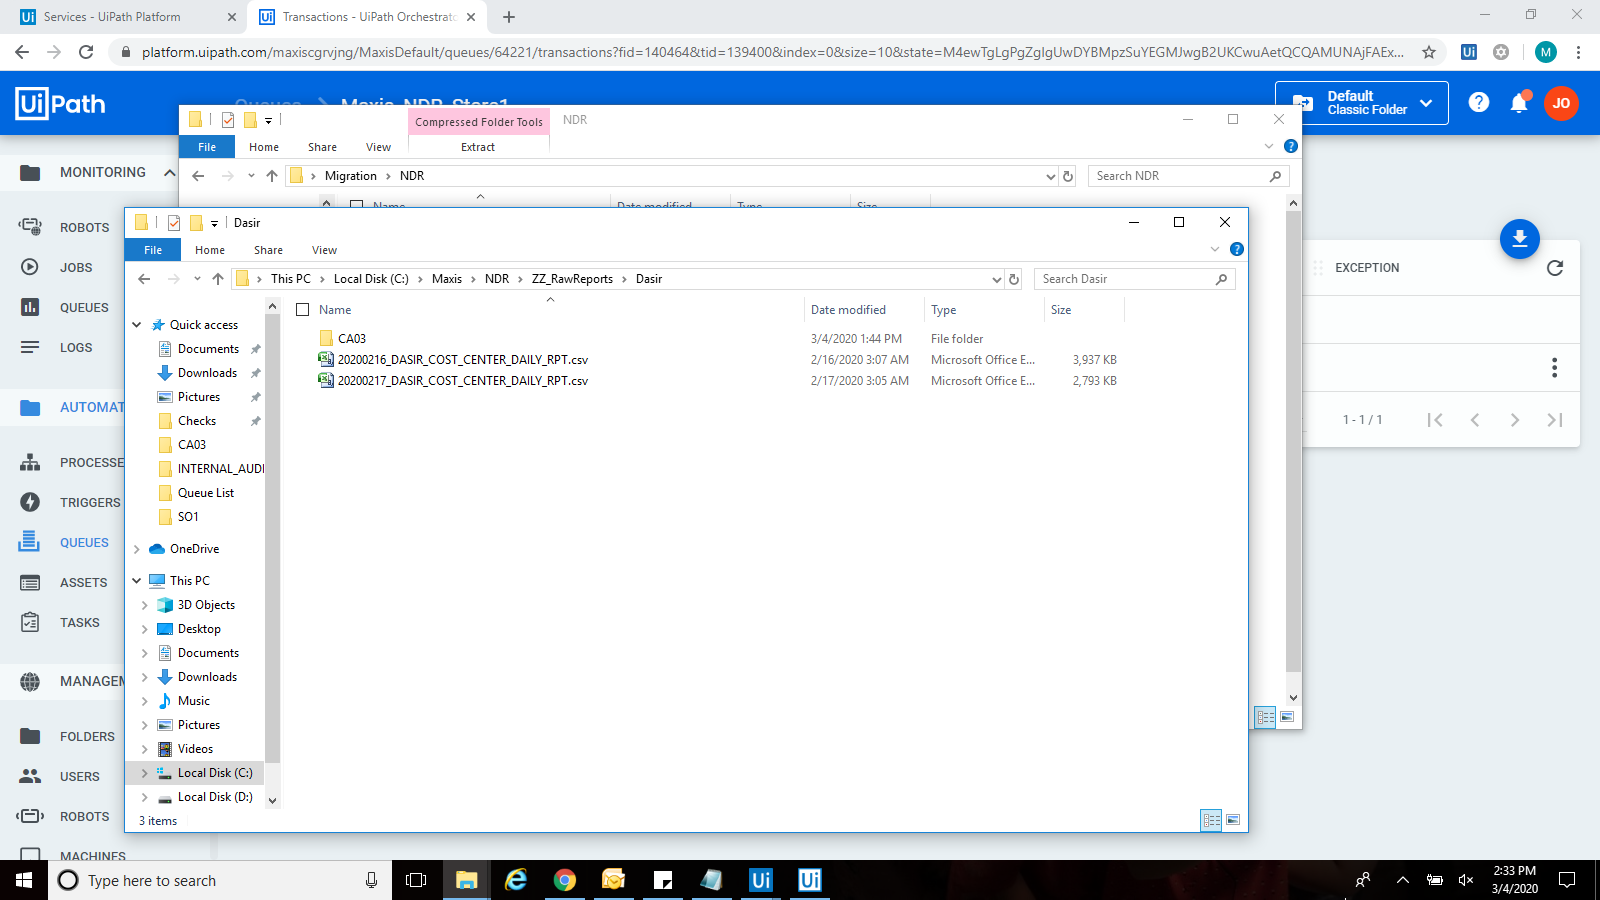 Services - UiPath Platform
Transactions - UiPath Orchestrato
platform.uipath.com/maxiscgrvjng/MaxisDefault/queues/64221/transactions?fid=140464&tid=139400&index=0&size=10&state=M4ewTgLgPgZglgUwDYBMpzSuYEGMJwgB2UKCwuAetQCQAMUNAjFAEx...
M
Ui Path
Default
Classic Folder
JO
MONITORING
ROBOTS
JOBS
QUEUES
LOGS
AUTOMAT
PROCESSE
TRIGGERS
QUEUES
ASSETS
TASKS
MANAGEM
FOLDERS
USERS
ROBOTS
MACHINES
EXCEPTION
1 - 1 / 1
Compressed Folder Tools
NDR
File
Home
Share
View
Extract
Migration
NDR
Search NDR
Name
Date modified
Type
Size
Dasir
File
Home
Share
View
This PC
Local Disk (C:)
Maxis
NDR
ZZ_RawReports
Dasir
Search Dasir
Name
Date modified
Type
Size
CA03
3/4/2020 1:44 PM
File folder
20200216_DASIR_COST_CENTER_DAILY_RPT.csv
2/16/2020 3:07 AM
Microsoft Office E...
3,937 KB
20200217_DASIR_COST_CENTER_DAILY_RPT.csv
2/17/2020 3:05 AM
Microsoft Office E...
2,793 KB
Quick access
Documents
Downloads
Pictures
Checks
CA03
INTERNAL_AUDI
Queue List
SO1
OneDrive
This PC
3D Objects
Desktop
Documents
Downloads
Music
Pictures
Videos
Local Disk (C:)
Local Disk (D:)
3 items
Type here to search
2:33 PM
3/4/2020